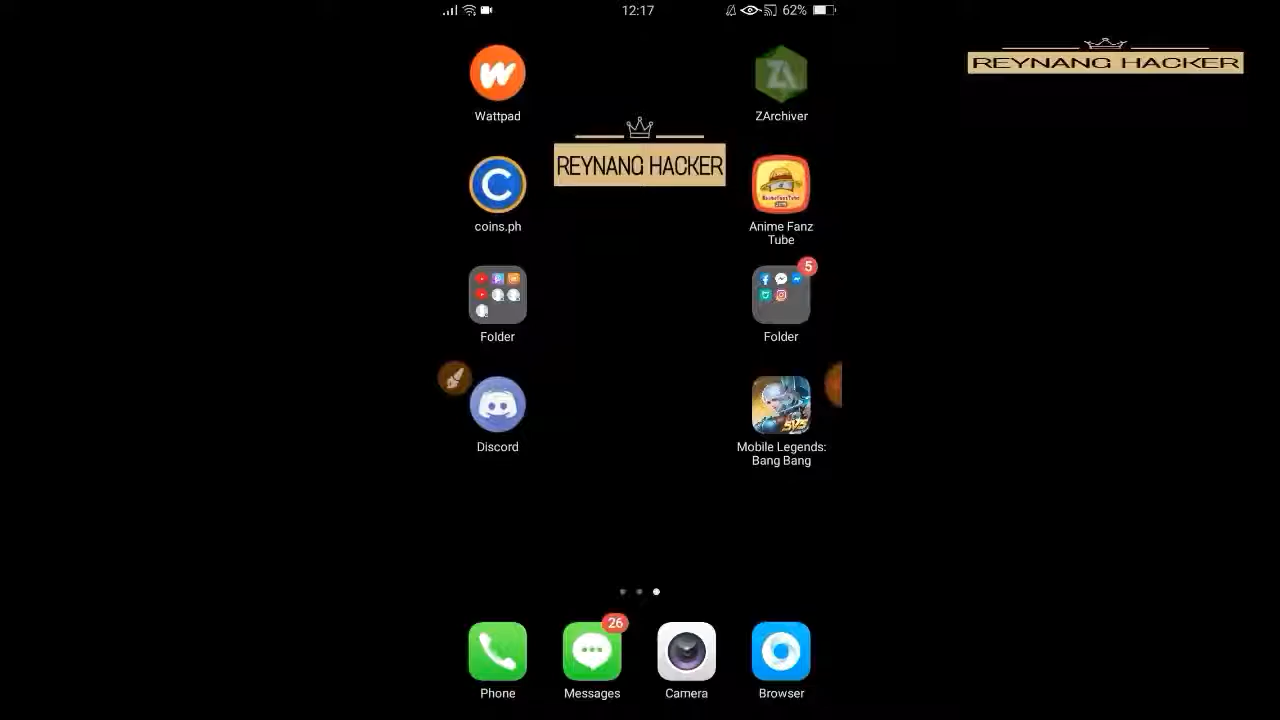 12:17
62%
REYNANG HACKER
Wattpad
ZArchiver
REYNANG HACKER
coins.ph
Anime Fanz
Tube
5
Folder
Folder
5V5
Discord
Mobile Legends:
Bang Bang
26
Phone
Messages
Camera
Browser